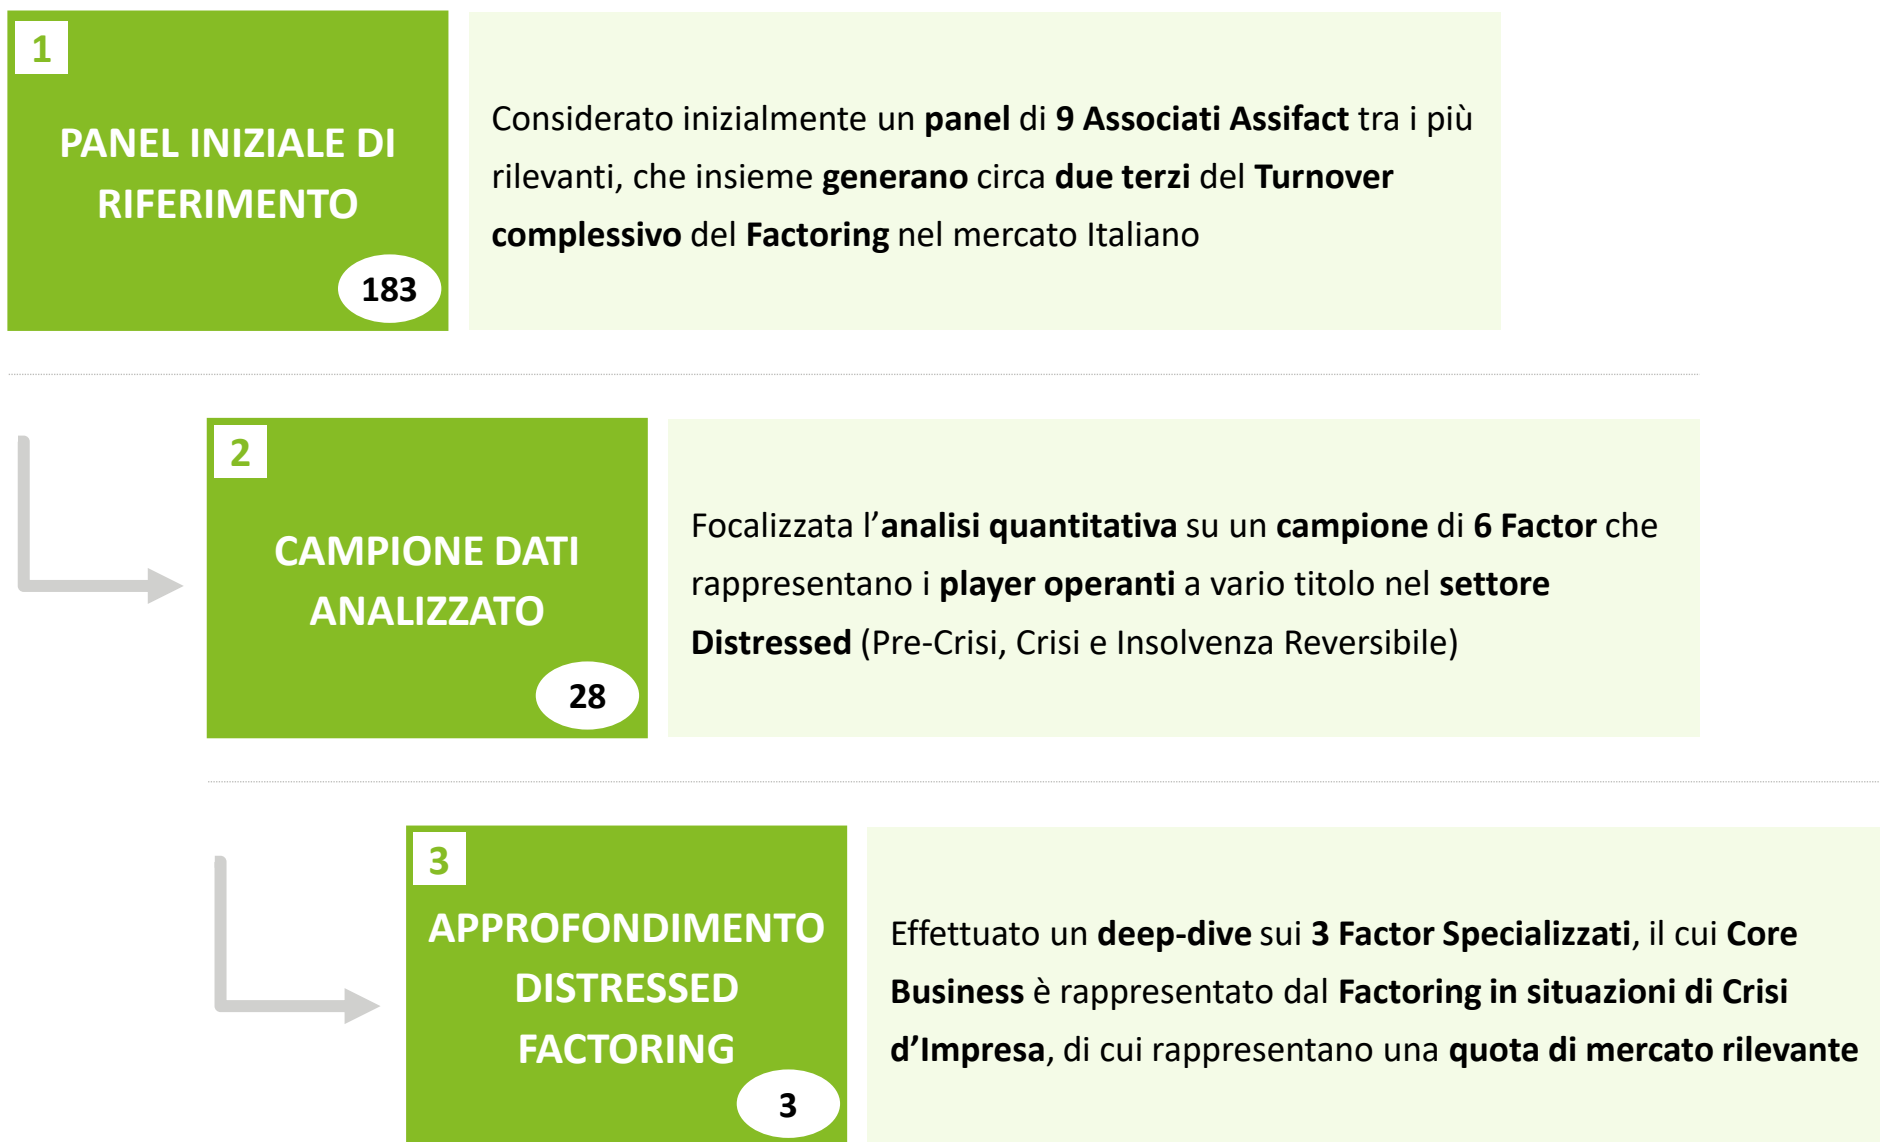 1
PANEL INIZIALE DI
RIFERIMENTO
183
Considerato inizialmente un panel di 9 Associati Assifact tra i più
rilevanti, che insieme generano circa due terzi del Turnover
complessivo del Factoring nel mercato Italiano
2
CAMPIONE DATI
ANALIZZATO
28
Focalizzata l’analisi quantitativa su un campione di 6 Factor che
rappresentano i player operanti a vario titolo nel settore
Distressed (Pre-Crisi, Crisi e Insolvenza Reversibile)
3
APPROFONDIMENTO
DISTRESSED
FACTORING
3
Effettuato un deep-dive sui 3 Factor Specializzati, il cui Core
Business è rappresentato dal Factoring in situazioni di Crisi
d’Impresa, di cui rappresentano una quota di mercato rilevante